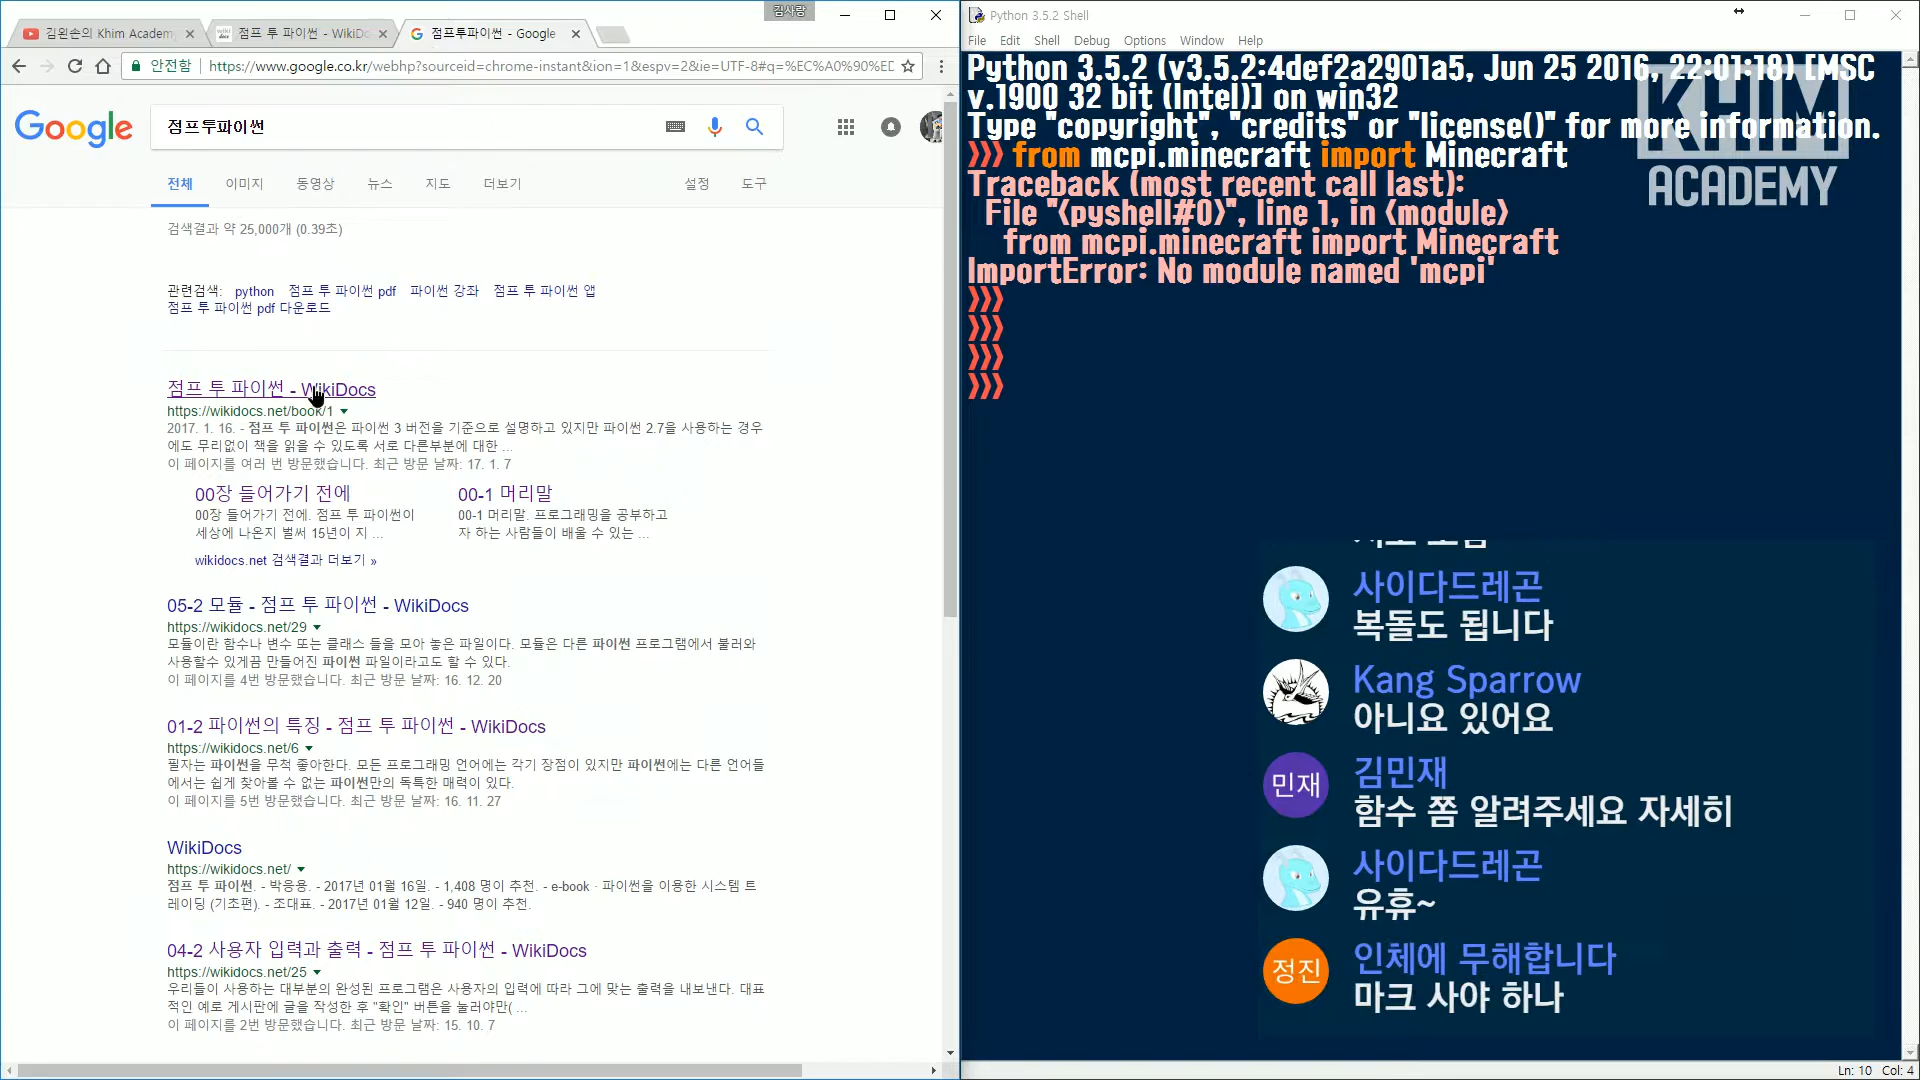 김사랑
김왼손의 Khim Academy
점프 투 파이썬 - WikiDo
점프투파이썬 - Google
안전함
https://www.google.co.kr/webhp?sourceid=chrome-instant&ion=1&espv=2&ie=UTF-8#q=%EC%A0%90%ED
Google
점프투파이썬
전체 이미지 동영상 뉴스 지도 더보기 설정 도구
검색결과 약 25,000개 (0.39초)
관련검색: python 점프 투 파이썬 pdf 파이썬 강좌 점프 투 파이썬 앱
점프 투 파이썬 pdf 다운로드
점프 투 파이썬 - WikiDocs
https://wikidocs.net/book/1
2017. 1. 16. - 점프 투 파이썬은 파이썬 3 버전을 기준으로 설명하고 있지만 파이썬 2.7을 사용하는 경우
에도 무리없이 책을 읽을 수 있도록 서로 다른부분에 대한 ...
이 페이지를 여러 번 방문했습니다. 최근 방문 날짜: 17. 1. 7
00장 들어가기 전에
00장 들어가기 전에. 점프 투 파이썬이
세상에 나온지 벌써 15년이 지 ...
00-1 머리말
00-1 머리말. 프로그래밍을 공부하고
자 하는 사람들이 배울 수 있는 ...
wikidocs.net 검색결과 더보기 »
05-2 모듈 - 점프 투 파이썬 - WikiDocs
https://wikidocs.net/29
모듈이란 함수나 변수 또는 클래스 들을 모아 놓은 파일이다. 모듈은 다른 파이썬 프로그램에서 불러와
사용할수 있게끔 만들어진 파이썬 파일이라고도 할 수 있다.
이 페이지를 4번 방문했습니다. 최근 방문 날짜: 16. 12. 20
01-2 파이썬의 특징 - 점프 투 파이썬 - WikiDocs
https://wikidocs.net/6
필자는 파이썬을 무척 좋아한다. 모든 프로그래밍 언어에는 각기 장점이 있지만 파이썬에는 다른 언어들
에서는 쉽게 찾아볼 수 없는 파이썬만의 독특한 매력이 있다.
이 페이지를 5번 방문했습니다. 최근 방문 날짜: 16. 11. 27
WikiDocs
https://wikidocs.net/
점프 투 파이썬. - 박응용. - 2017년 01월 16일. - 1,408 명이 추천. - e-book · 파이썬을 이용한 시스템 트
레이딩 (기초편). - 조대표. - 2017년 01월 12일. - 940 명이 추천.
04-2 사용자 입력과 출력 - 점프 투 파이썬 - WikiDocs
https://wikidocs.net/25
우리들이 사용하는 대부분의 완성된 프로그램은 사용자의 입력에 따라 그에 맞는 출력을 내보낸다. 대표
적인 예로 게시판에 글을 작성한 후 "확인" 버튼을 눌러야만( ...
이 페이지를 2번 방문했습니다. 최근 방문 날짜: 15. 10. 7
Python 3.5.2 Shell
File Edit Shell Debug Options Window Help
Python 3.5.2 (v3.5.2:4def2a2901a5, Jun 25 2016, 22:01:18) [MSC
v.1900 32 bit (Intel)] on win32
Type "copyright", "credits" or "license()" for more information.
>>> from mcpi.minecraft import Minecraft
Traceback (most recent call last):
File "<pyshell#0>", line 1, in <module>
from mcpi.minecraft import Minecraft
ImportError: No module named 'mcpi'
>>>
>>>
>>>
>>>
KHIM
ACADEMY
사이다드레곤
복돌도 됩니다
Kang Sparrow
아니요 있어요
민재
김민재
함수 쫌 알려주세요 자세히
사이다드레곤
유휴~
정진
인체에 무해합니다
마크 사야 하나
Ln: 10 Col: 4